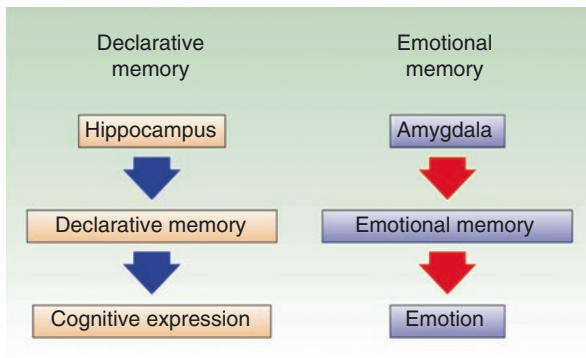 Declarative
memory
Hippocampus
Declarative memory
Cognitive expression
Emotional
memory
Amygdala
Emotional memory
Emotion